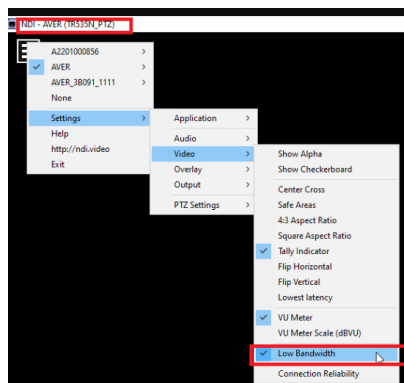 NDI - AVER (TR535N_PTZ)
A2201000856
AVER
AVER_3B091_1111
None
Settings
Help
http://ndi.video
Exit
Application
Audio
Video
Overlay
Output
PTZ Settings
Show Alpha
Show Checkerboard
Center Cross
Safe Areas
4:3 Aspect Ratio
Square Aspect Ratio
Tally Indicator
Flip Horizontal
Flip Vertical
Lowest latency
VU Meter
VU Meter Scale (dBVU)
Low Bandwidth
Connection Reliability